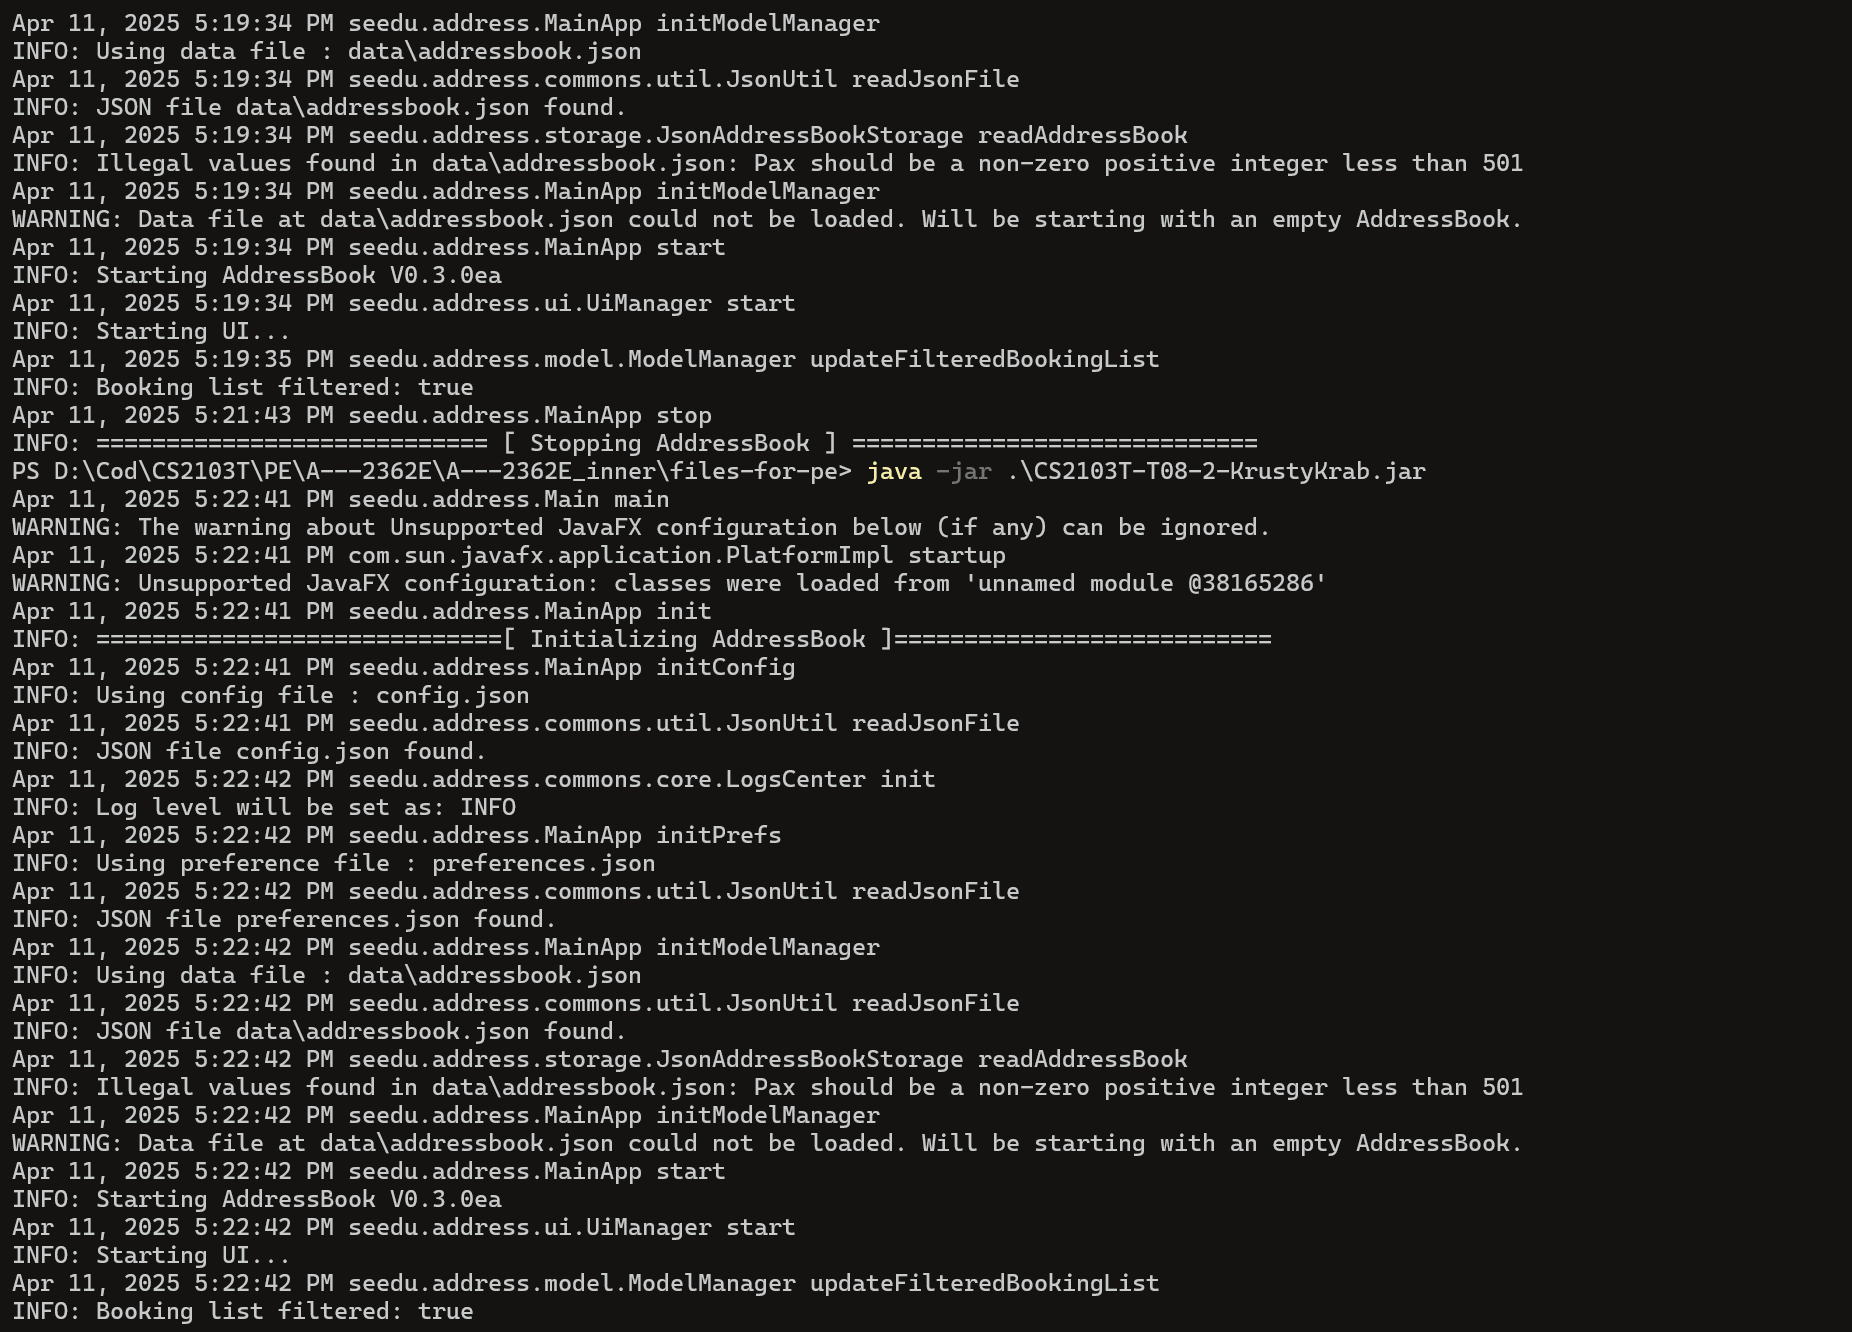 Apr 11, 2025 5:19:34 PM seedu.address.MainApp initModelManager
INFO: Using data file : data\addressbook.json
Apr 11, 2025 5:19:34 PM seedu.address.commons.util.JsonUtil readJsonFile
INFO: JSON file data\addressbook.json found.
Apr 11, 2025 5:19:34 PM seedu.address.storage.JsonAddressBookStorage readAddressBook
INFO: Illegal values found in data\addressbook.json: Pax should be a non-zero positive integer less than 501
Apr 11, 2025 5:19:34 PM seedu.address.MainApp initModelManager
WARNING: Data file at data\addressbook.json could not be loaded. Will be starting with an empty AddressBook.
Apr 11, 2025 5:19:34 PM seedu.address.MainApp start
INFO: Starting AddressBook V0.3.0ea
Apr 11, 2025 5:19:34 PM seedu.address.ui.UiManager start
INFO: Starting UI...
Apr 11, 2025 5:19:35 PM seedu.address.model.ModelManager updateFilteredBookingList
INFO: Booking list filtered: true
Apr 11, 2025 5:21:43 PM seedu.address.MainApp stop
INFO: ============================ [ Stopping AddressBook ] =============================
PS D:\Cod\CS2103T\PE\A---2362E\A---2362E_inner\files-for-pe> java -jar .\CS2103T-T08-2-KrustyKrab.jar
Apr 11, 2025 5:22:41 PM seedu.address.Main main
WARNING: The warning about Unsupported JavaFX configuration below (if any) can be ignored.
Apr 11, 2025 5:22:41 PM com.sun.javafx.application.PlatformImpl startup
WARNING: Unsupported JavaFX configuration: classes were loaded from 'unnamed module @38165286'
Apr 11, 2025 5:22:41 PM seedu.address.MainApp init
INFO: =============================[ Initializing AddressBook ]===========================
Apr 11, 2025 5:22:41 PM seedu.address.MainApp initConfig
INFO: Using config file : config.json
Apr 11, 2025 5:22:41 PM seedu.address.commons.util.JsonUtil readJsonFile
INFO: JSON file config.json found.
Apr 11, 2025 5:22:42 PM seedu.address.commons.core.LogsCenter init
INFO: Log level will be set as: INFO
Apr 11, 2025 5:22:42 PM seedu.address.MainApp initPrefs
INFO: Using preference file : preferences.json
Apr 11, 2025 5:22:42 PM seedu.address.commons.util.JsonUtil readJsonFile
INFO: JSON file preferences.json found.
Apr 11, 2025 5:22:42 PM seedu.address.MainApp initModelManager
INFO: Using data file : data\addressbook.json
Apr 11, 2025 5:22:42 PM seedu.address.commons.util.JsonUtil readJsonFile
INFO: JSON file data\addressbook.json found.
Apr 11, 2025 5:22:42 PM seedu.address.storage.JsonAddressBookStorage readAddressBook
INFO: Illegal values found in data\addressbook.json: Pax should be a non-zero positive integer less than 501
Apr 11, 2025 5:22:42 PM seedu.address.MainApp initModelManager
WARNING: Data file at data\addressbook.json could not be loaded. Will be starting with an empty AddressBook.
Apr 11, 2025 5:22:42 PM seedu.address.MainApp start
INFO: Starting AddressBook V0.3.0ea
Apr 11, 2025 5:22:42 PM seedu.address.ui.UiManager start
INFO: Starting UI...
Apr 11, 2025 5:22:42 PM seedu.address.model.ModelManager updateFilteredBookingList
INFO: Booking list filtered: true